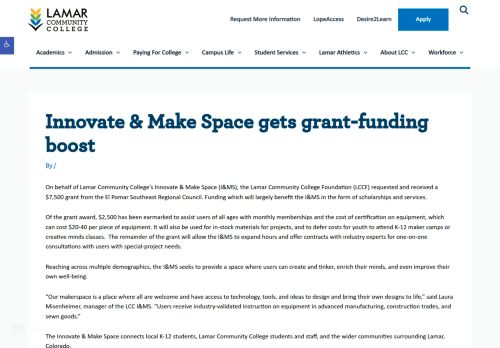 LAMAR
COMMUNITY
COLLEGE
Request More Information LopeAccess Desire2Learn Apply
Academics Admission Paying For College Campus Life Student Services Lamar Athletics About LCC Workforce
Innovate & Make Space gets grant-funding
boost
By /
On behalf of Lamar Community College's Innovate & Make Space (I&MS), the Lamar Community College Foundation (LCCF) requested and received a
$7,500 grant from the El Pomar Southeast Regional Council. Funding which will largely benefit the I&MS in the form of scholarships and services.
Of the grant award, $2,500 has been earmarked to assist users of all ages with monthly memberships and the cost of certification on equipment, which
can cost $20-40 per piece of equipment. It will also be used for in-stock materials for projects, and to defer costs for youth to attend K-12 maker camps or
creative minds classes. The remainder of the grant will allow the I&MS to expand hours and offer contracts with industry experts for one-on-one
consultations with users with special-project needs.
Reaching across multiple demographics, the I&MS seeks to provide a space where users can create and tinker, enrich their minds, and even improve their
own well-being.
"Our makerspace is a place where all are welcome and have access to technology, tools, and ideas to design and bring their own designs to life," said Laura
Misenheimer, manager of the LCC I&MS. "Users receive industry-validated instruction on equipment in advanced manufacturing, construction trades, and
sewn goods."
The Innovate & Make Space connects local K-12 students, Lamar Community College students and staff, and the wider communities surrounding Lamar,
Colorado.